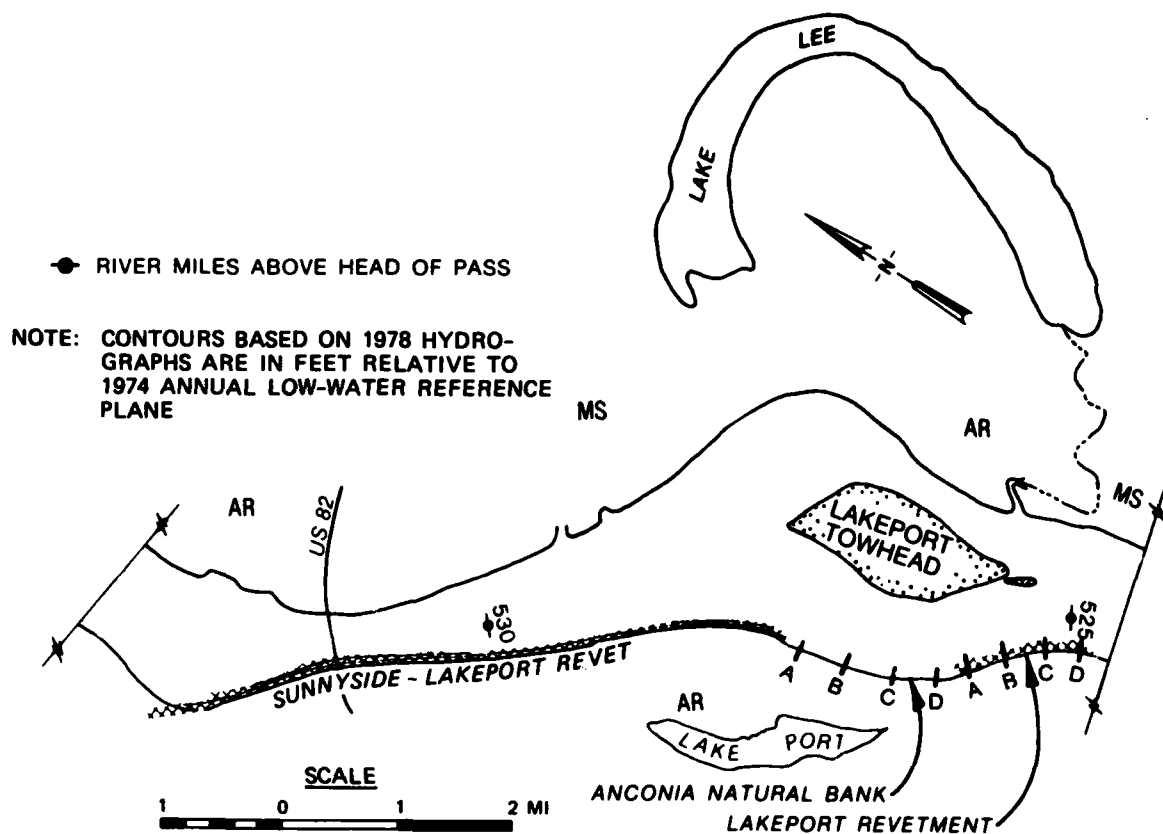 LEE
LAKE
N
RIVER MILES ABOVE HEAD OF PASS
NOTE: CONTOURS BASED ON 1978 HYDRO-
GRAPHS ARE IN FEET RELATIVE TO
1974 ANNUAL LOW-WATER REFERENCE
PLANE
MS
AR
AR
US 82
MS
LAKEPORT
TOWHEAD
530
525
SUNNYSIDE - LAKEPORT REVET
A B C D A B C D
AR
LAKE PORT
SCALE
1 0 1 2 MI
ANCONIA NATURAL BANK
LAKEPORT REVETMENT